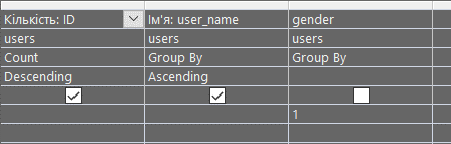 Кількість: ID Ім'я: user_name gender
users users users
Count Group By Group By
Descending Ascending
1